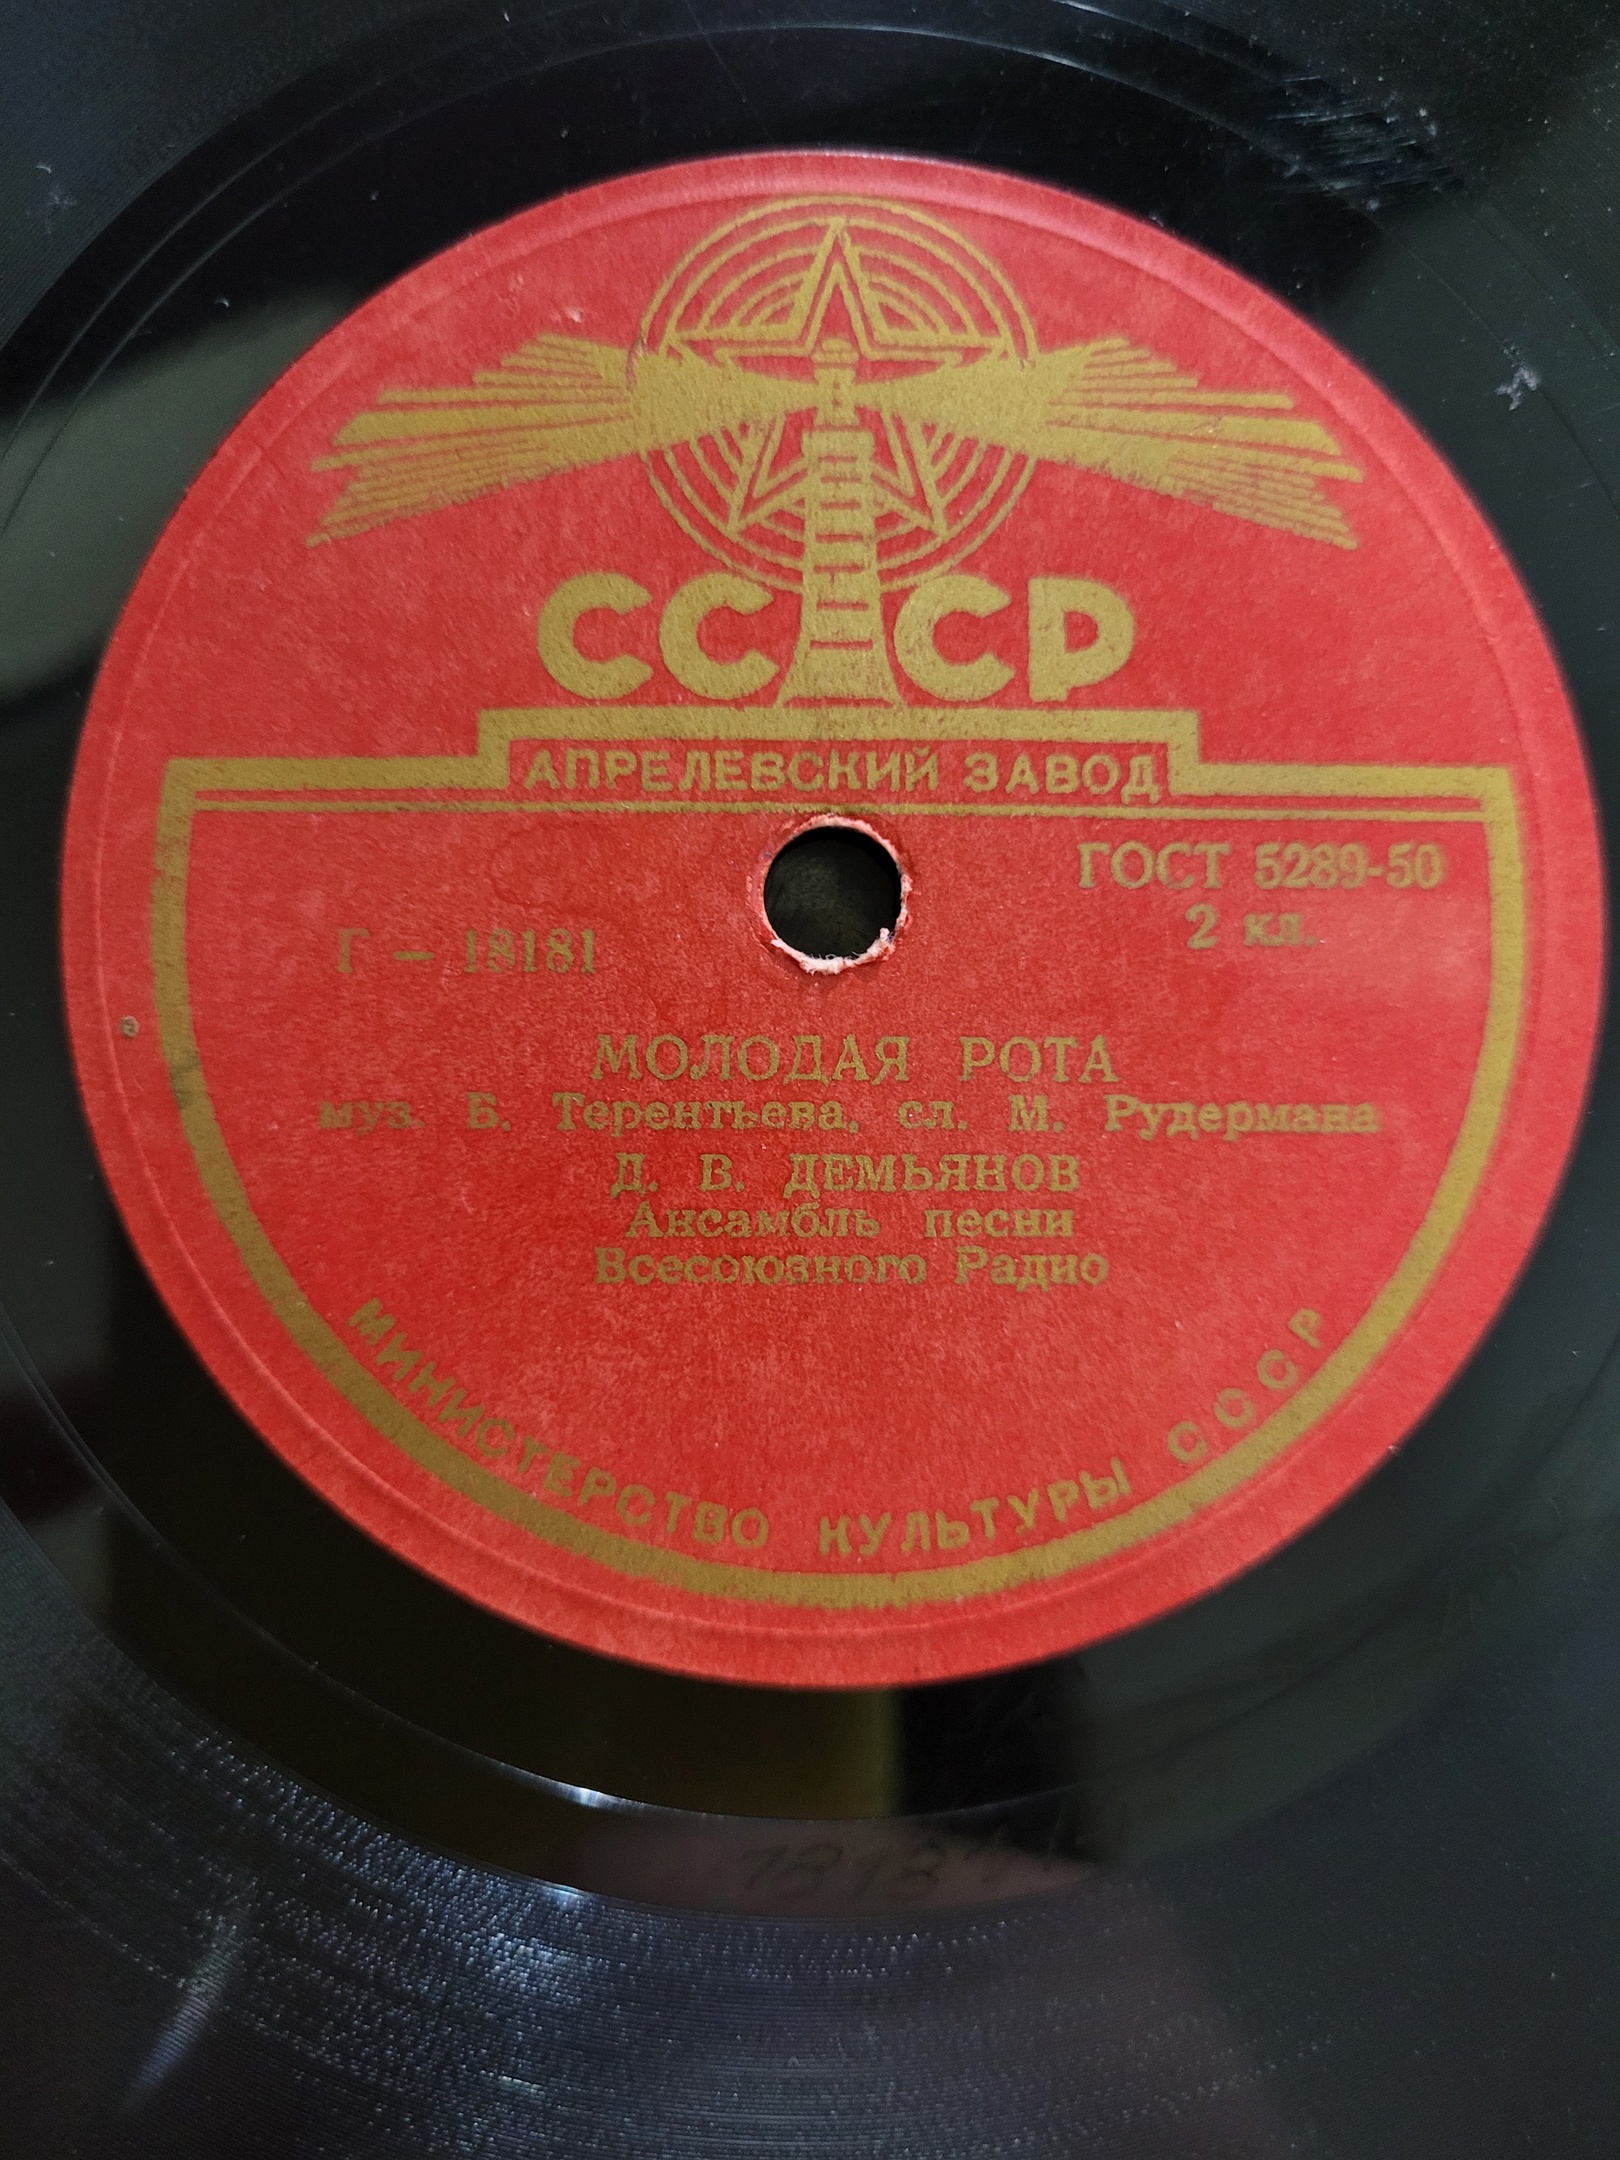 СССР
АПРЕЛЕВСКИЙ ЗАВОД
ГОСТ 5289-50
2 кл.
Г — 18181
МОЛОДАЯ РОТА
муз. Б. Терентьева, сл. М. Рудермана
Д. В. ДЕМЬЯНОВ
Ансамбль песни
Всесоюзного Радио
МИНИСТЕРСТВО КУЛЬТУРЫ СССР
18181